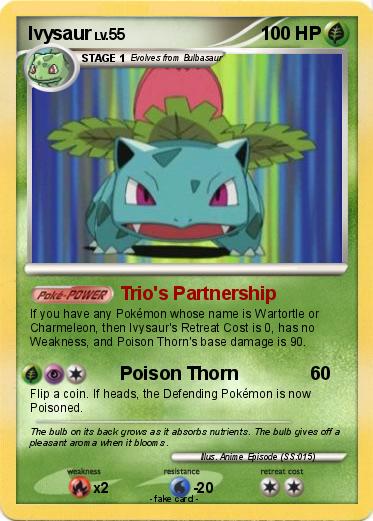 Ivysaur LV.55 100 HP
STAGE 1 Evolves from Bulbasaur
Poké-POWER Trio's Partnership
If you have any Pokémon whose name is Wartortle or
Charmeleon, then Ivysaur's Retreat Cost is 0, has no
Weakness, and Poison Thorn's base damage is 90.
Poison Thorn 60
Flip a coin. If heads, the Defending Pokémon is now
Poisoned.
The bulb on its back grows as it absorbs nutrients. The bulb gives off a
pleasant aroma when it blooms.
Illus. Anime Episode (SS:015)
weakness resistance retreat cost
x2 -20
- fake card -